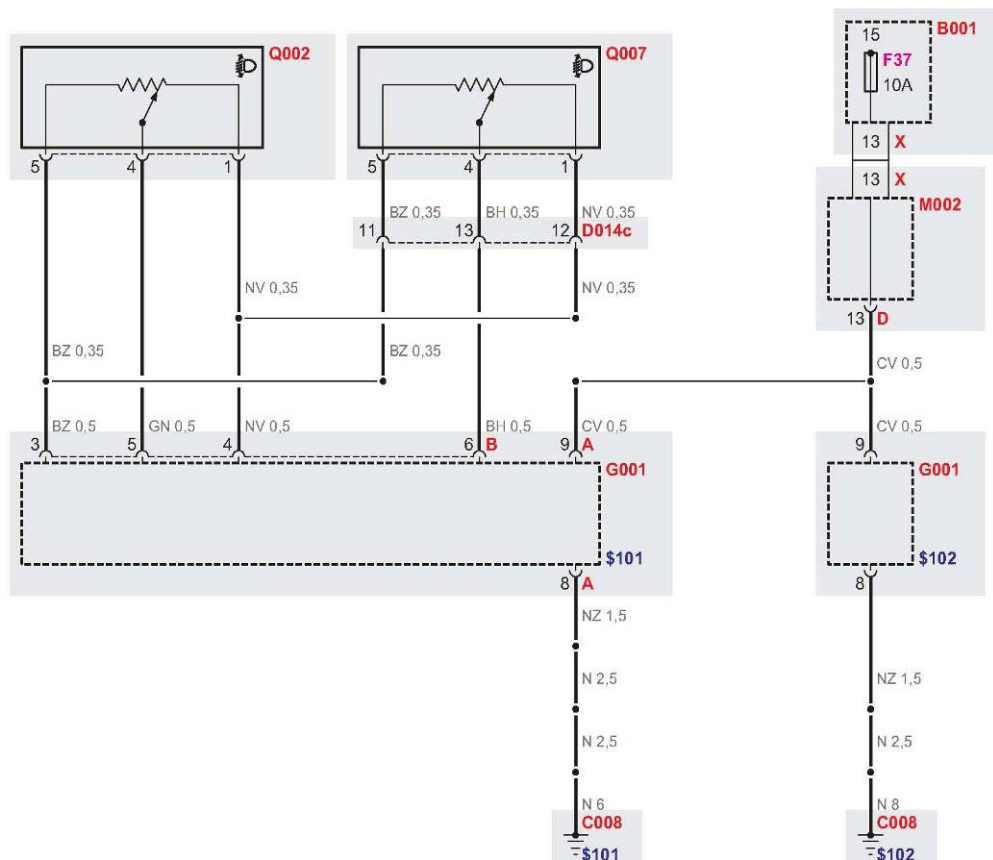 B001
15
Q002
Q007
F37
10A
13 X
5 4 1
5 4 1
13 X
M002
BZ 0,35 BH 0,35 NV 0,35
11 13 12 D014c
NV 0,35
NV 0,35
13 D
BZ 0,35
BZ 0,35
CV 0,5
BZ 0,5 GN 0,5 NV 0,5 BH 0,5 CV 0,5 CV 0,5
3 5 4 6 B 9 A 9
G001
G001
$101
$102
8 A
8
NZ 1,5
N 2,5
NZ 1,5
N 2,5
N 2,5
N 6
N 8
C008
C008
$101
$102